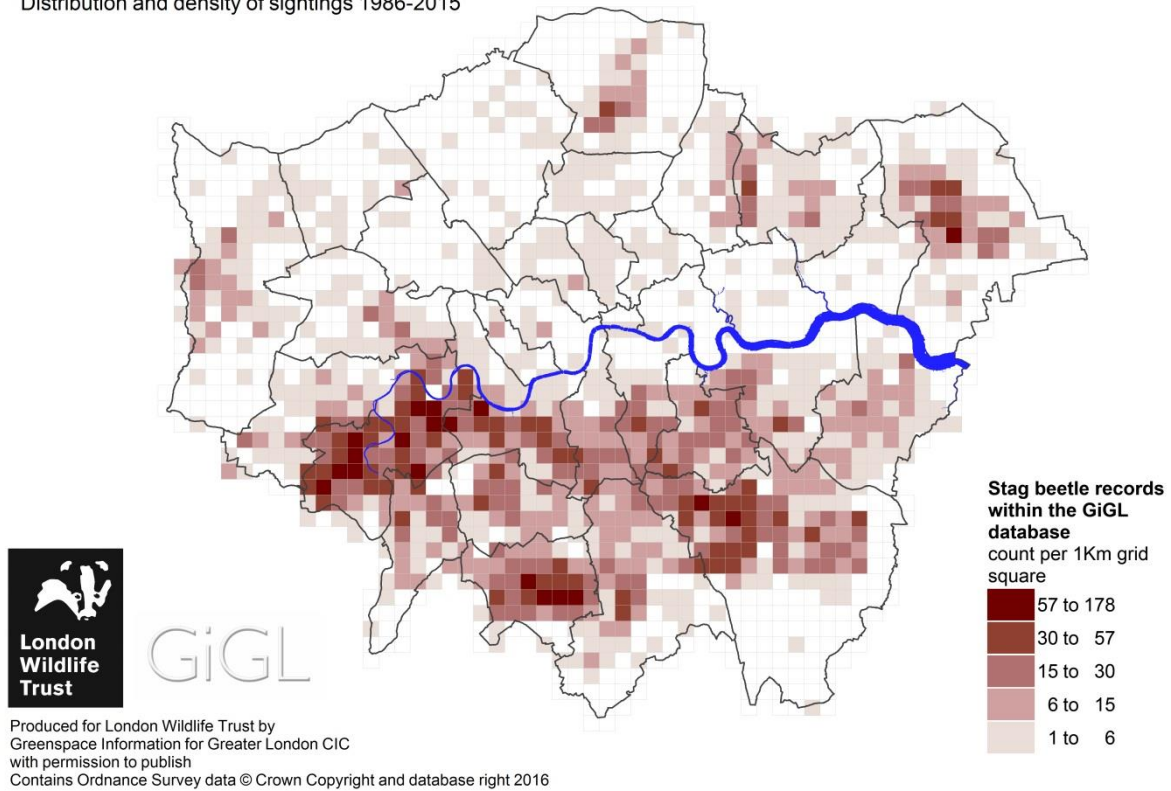 Distribution and density of sightings 1986-2015
Stag beetle records
within the GiGL
database
count per 1Km grid
square
57 to 178
30 to 57
15 to 30
6 to 15
1 to 6
London
Wildlife
Trust
GiGL
Produced for London Wildlife Trust by
Greenspace Information for Greater London CIC
with permission to publish
Contains Ordnance Survey data © Crown Copyright and database right 2016